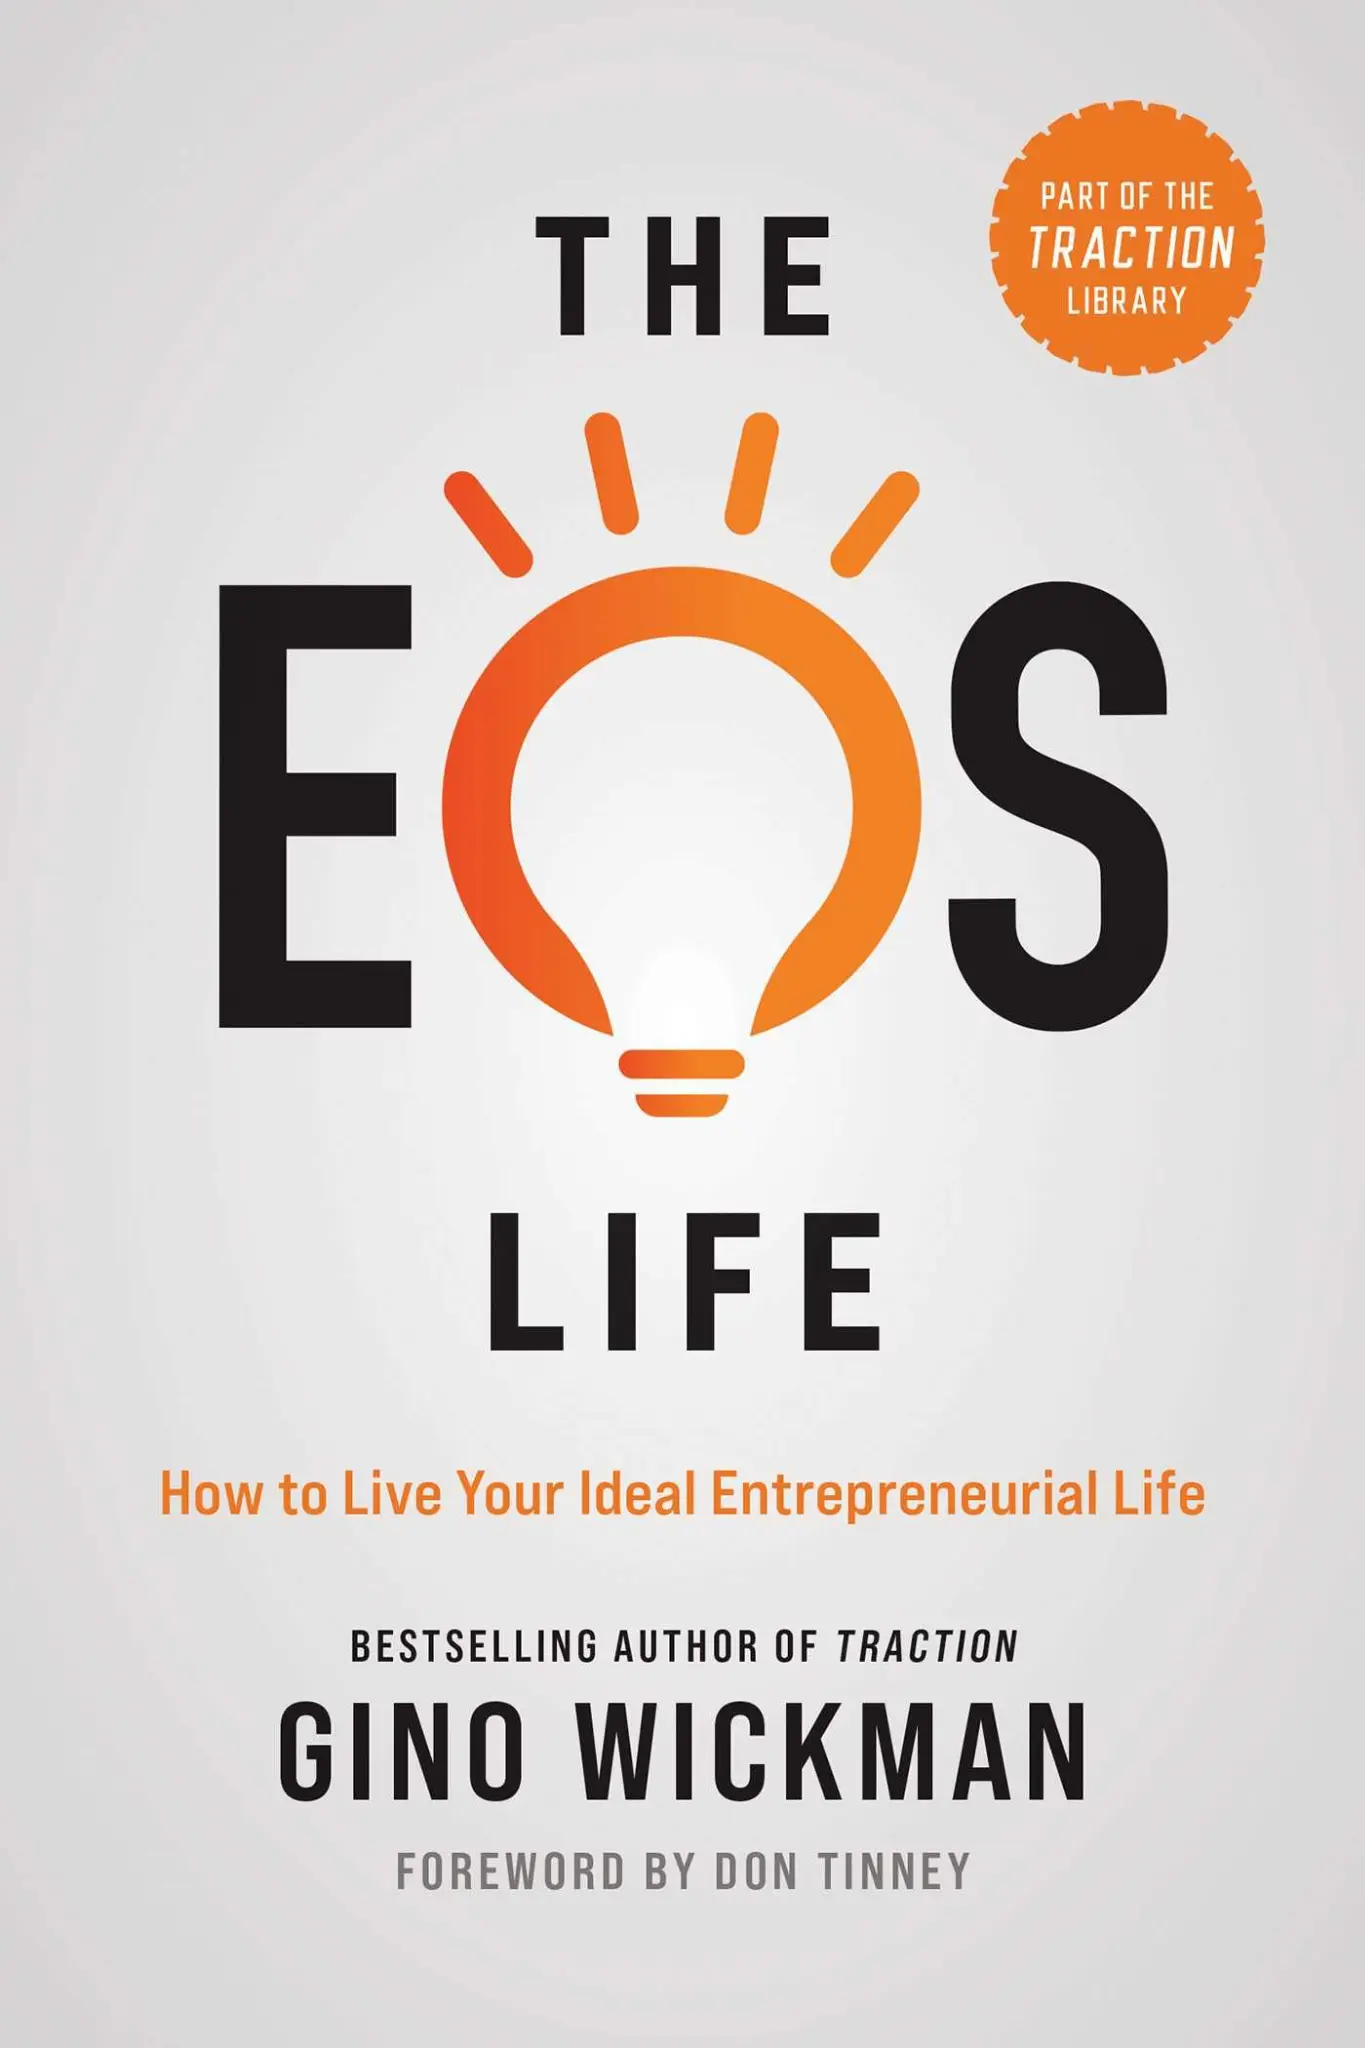 PART OF THE
TRACTION
LIBRARY
THE
EOS
LIFE
How to Live Your Ideal Entrepreneurial Life
BESTSELLING AUTHOR OF TRACTION
GINO WICKMAN
FOREWORD BY DON TINNEY